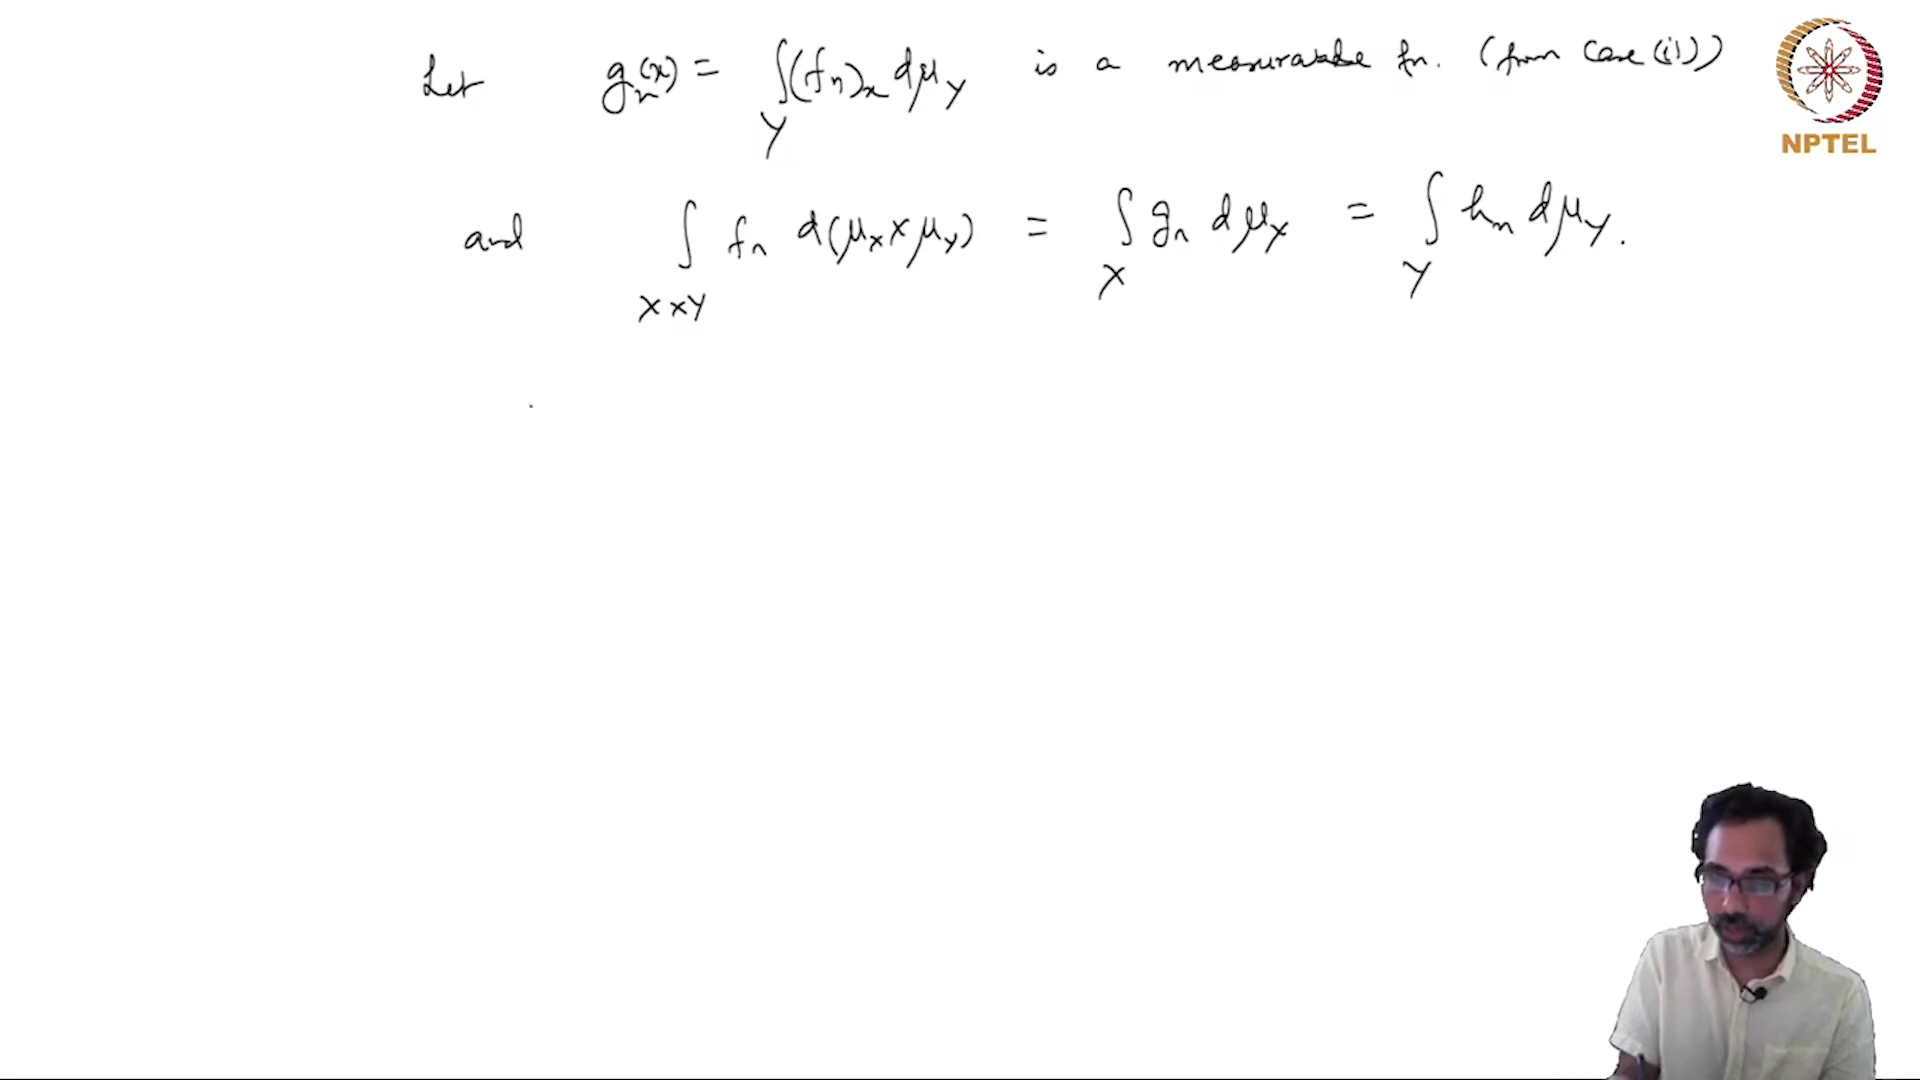 Let g_n(x) = ∫_Y (f_n)_x dμ_Y is a measurable fn. (from case (ii))
NPTEL
and ∫_{X×Y} f_n d(μ_X × μ_Y) = ∫_X g_n dμ_X = ∫_Y h_n dμ_Y.